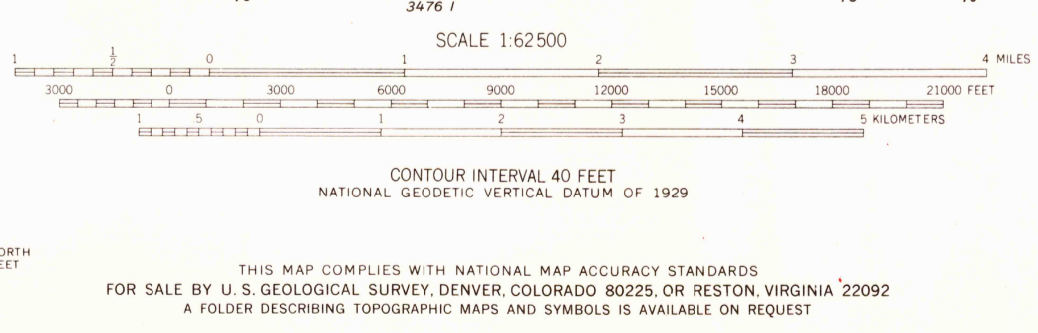 3476 I
SCALE 1:62500
1 1/2 0 1 2 3 4 MILES
3000 0 3000 6000 9000 12000 15000 18000 21000 FEET
1 .5 0 1 2 3 4 5 KILOMETERS
CONTOUR INTERVAL 40 FEET
NATIONAL GEODETIC VERTICAL DATUM OF 1929
ORTH
EET
THIS MAP COMPLIES WITH NATIONAL MAP ACCURACY STANDARDS
FOR SALE BY U. S. GEOLOGICAL SURVEY, DENVER, COLORADO 80225, OR RESTON, VIRGINIA 22092
A FOLDER DESCRIBING TOPOGRAPHIC MAPS AND SYMBOLS IS AVAILABLE ON REQUEST